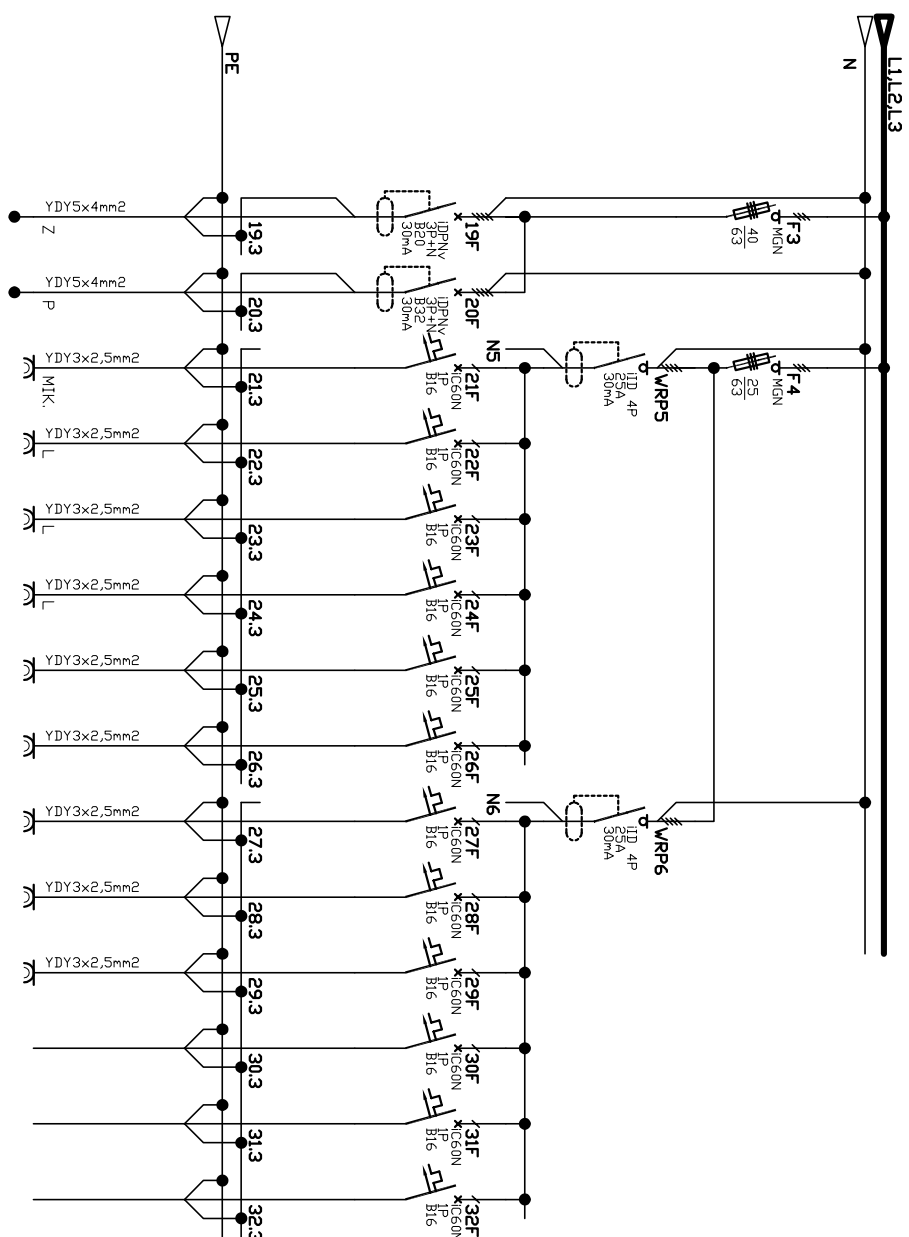 L1,L2,L3
N
PE
F3
MGN
40
63
F4
MGN
25
63
WRP5
iID 4P
25A
30mA
WRP6
iID 4P
25A
30mA
N5
N6
19F
iDPNv
3P+N
B20
30mA
20F
iDPNv
3P+N
B32
30mA
21F
iC60N
1P
B16
22F
iC60N
1P
B16
23F
iC60N
1P
B16
24F
iC60N
1P
B16
25F
iC60N
1P
B16
26F
iC60N
1P
B16
27F
iC60N
1P
B16
28F
iC60N
1P
B16
29F
iC60N
1P
B16
30F
iC60N
1P
B16
31F
iC60N
1P
B16
32F
iC60N
1P
B16
19.3
20.3
21.3
22.3
23.3
24.3
25.3
26.3
27.3
28.3
29.3
30.3
31.3
32.3
YDY5x4mm2
Z
YDY5x4mm2
P
YDY3x2,5mm2
MIK.
YDY3x2,5mm2
L
YDY3x2,5mm2
L
YDY3x2,5mm2
L
YDY3x2,5mm2
YDY3x2,5mm2
YDY3x2,5mm2
YDY3x2,5mm2
YDY3x2,5mm2